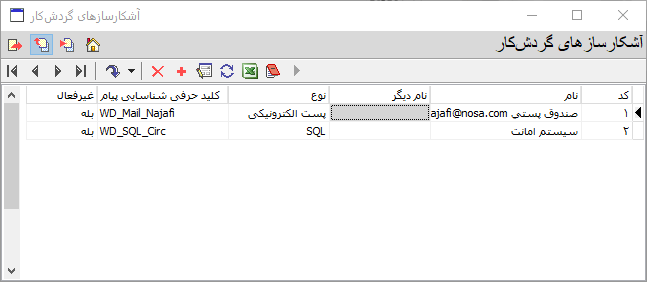 آشکارسازهای گردش‌کار
آشکارسازهای گردش‌کار
کد نام نام دیگر نوع کلید حرفی شناسایی پیام غیرفعال
۱ صندوق پستی ajafi@nosa.com پست الکترونیکی WD_Mail_Najafi بله
۲ سیستم امانت SQL WD_SQL_Circ بله